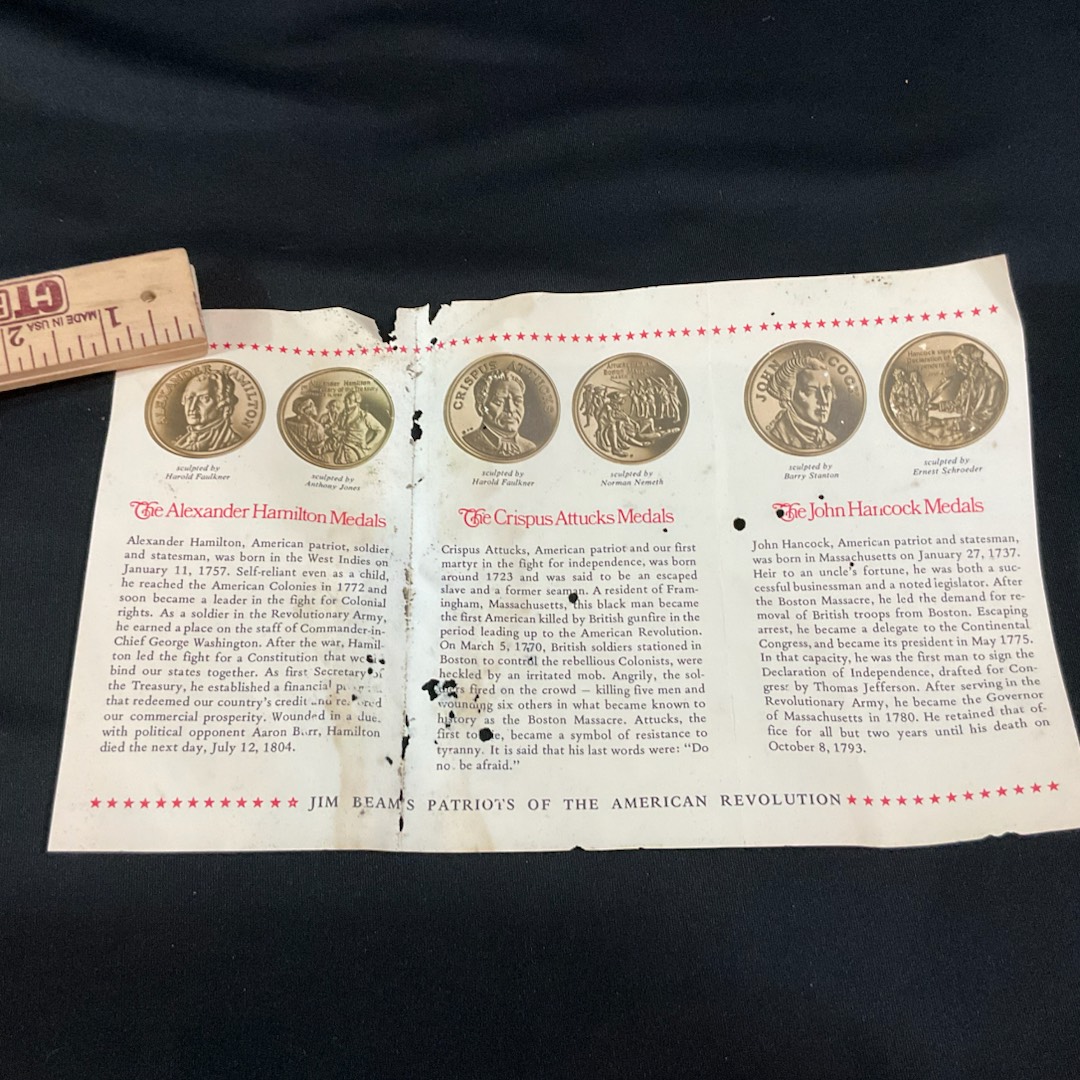 CTE
MADE IN USA
1
2
ALEXANDER HAMILTON
Alexander Hamilton
CRISPUS ATTUCKS
JOHN HANCOCK
Hancock signs
Declaration of
sculpted by
Harold Faulkner
sculpted by
Anthony Jones
sculpted by
Harold Faulkner
sculpted by
Norman Nemeth
sculpted by
Barry Stanton
sculpted by
Ernest Schroeder
The Alexander Hamilton Medals
Alexander Hamilton, American patriot, soldier
and statesman, was born in the West Indies on
January 11, 1757. Self-reliant even as a child,
he reached the American Colonies in 1772 and
soon became a leader in the fight for Colonial
rights. As a soldier in the Revolutionary Army,
he earned a place on the staff of Commander-in-
Chief George Washington. After the war, Hamil-
ton led the fight for a Constitution that
bind our states together. As first Secretary of
the Treasury, he established a financial
that redeemed our country's credit and restored
our commercial prosperity. Wounded in a duel
with political opponent Aaron Burr, Hamilton
died the next day, July 12, 1804.
The Crispus Attucks Medals
Crispus Attucks, American patriot and our first
martyr in the fight for independence, was born
around 1723 and was said to be an escaped
slave and a former seaman. A resident of Fram-
ingham, Massachusetts, this black man became
the first American killed by British gunfire in the
period leading up to the American Revolution.
On March 5, 1770, British soldiers stationed in
Boston to control the rebellious Colonists, were
heckled by an irritated mob. Angrily, the sol-
diers fired on the crowd — killing five men and
wounding six others in what became known to
history as the Boston Massacre. Attucks, the
first to die, became a symbol of resistance to
tyranny. It is said that his last words were: "Do
not be afraid."
The John Hancock Medals
John Hancock, American patriot and statesman,
was born in Massachusetts on January 27, 1737.
Heir to an uncle's fortune, he was both a suc-
cessful businessman and a noted legislator. After
the Boston Massacre, he led the demand for re-
moval of British troops from Boston. Escaping
arrest, he became a delegate to the Continental
Congress, and became its president in May 1775.
In that capacity, he was the first man to sign the
Declaration of Independence, drafted for Con-
gress by Thomas Jefferson. After serving in the
Revolutionary Army, he became the Governor
of Massachusetts in 1780. He retained that of-
fice for all but two years until his death on
October 8, 1793.
JIM BEAM'S PATRIOTS OF THE AMERICAN REVOLUTION